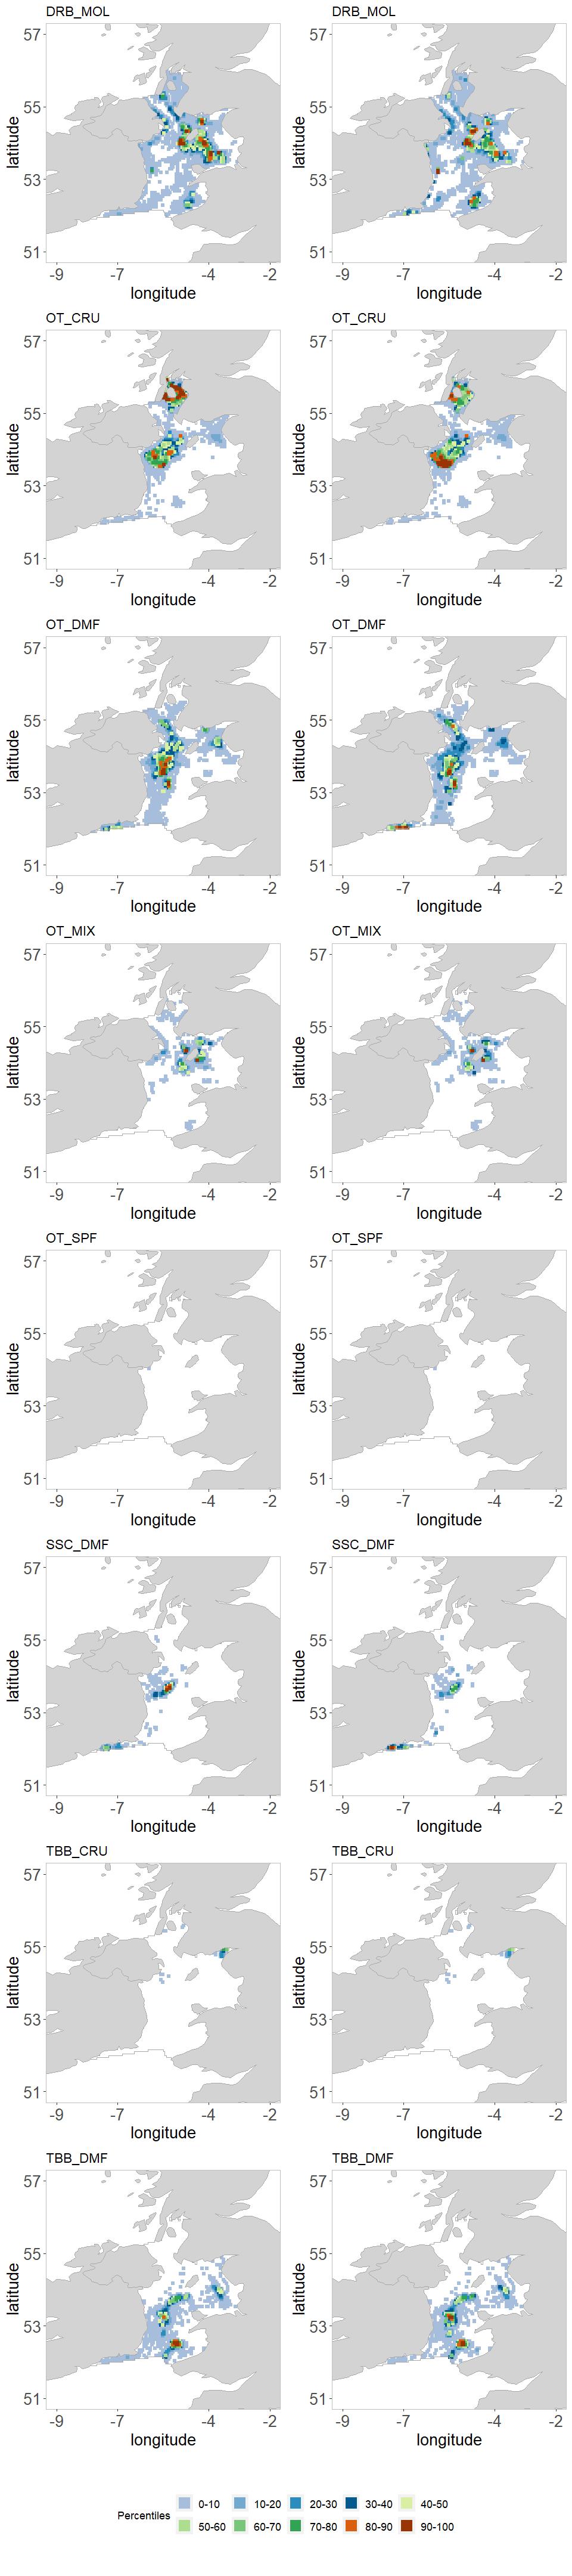 DRB_MOL DRB_MOL
57 57
55 55
latitude latitude
53 53
51 51
-9 -7 -4 -2 -9 -7 -4 -2
longitude longitude
OT_CRU OT_CRU
57 57
55 55
latitude latitude
53 53
51 51
-9 -7 -4 -2 -9 -7 -4 -2
longitude longitude
OT_DMF OT_DMF
57 57
55 55
latitude latitude
53 53
51 51
-9 -7 -4 -2 -9 -7 -4 -2
longitude longitude
OT_MIX OT_MIX
57 57
55 55
latitude latitude
53 53
51 51
-9 -7 -4 -2 -9 -7 -4 -2
longitude longitude
OT_SPF OT_SPF
57 57
55 55
latitude latitude
53 53
51 51
-9 -7 -4 -2 -9 -7 -4 -2
longitude longitude
SSC_DMF SSC_DMF
57 57
55 55
latitude latitude
53 53
51 51
-9 -7 -4 -2 -9 -7 -4 -2
longitude longitude
TBB_CRU TBB_CRU
57 57
55 55
latitude latitude
53 53
51 51
-9 -7 -4 -2 -9 -7 -4 -2
longitude longitude
TBB_DMF TBB_DMF
57 57
55 55
latitude latitude
53 53
51 51
-9 -7 -4 -2 -9 -7 -4 -2
longitude longitude
Percentiles
0-10 10-20 20-30 30-40 40-50
50-60 60-70 70-80 80-90 90-100